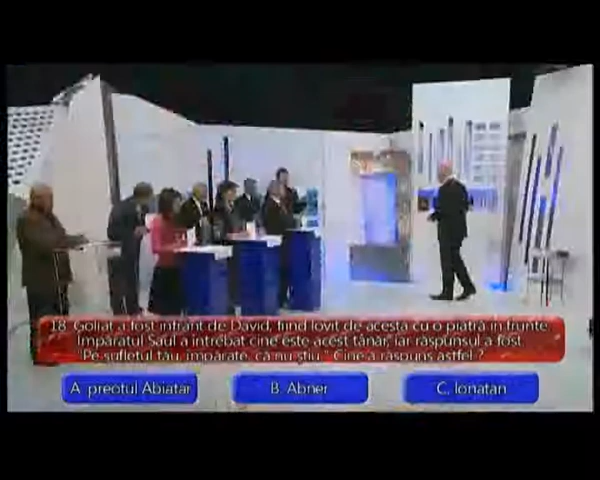 18. Goliat a fost înfrânt de David, fiind lovit de acesta cu o piatră în frunte.
Împăratul Saul a întrebat cine este acest tânăr, iar răspunsul a fost:
"Pe sufletul tău, împărate, că nu știu." Cine a răspuns astfel ?
A. preotul Abiatar
B. Abner
C. Ionatan